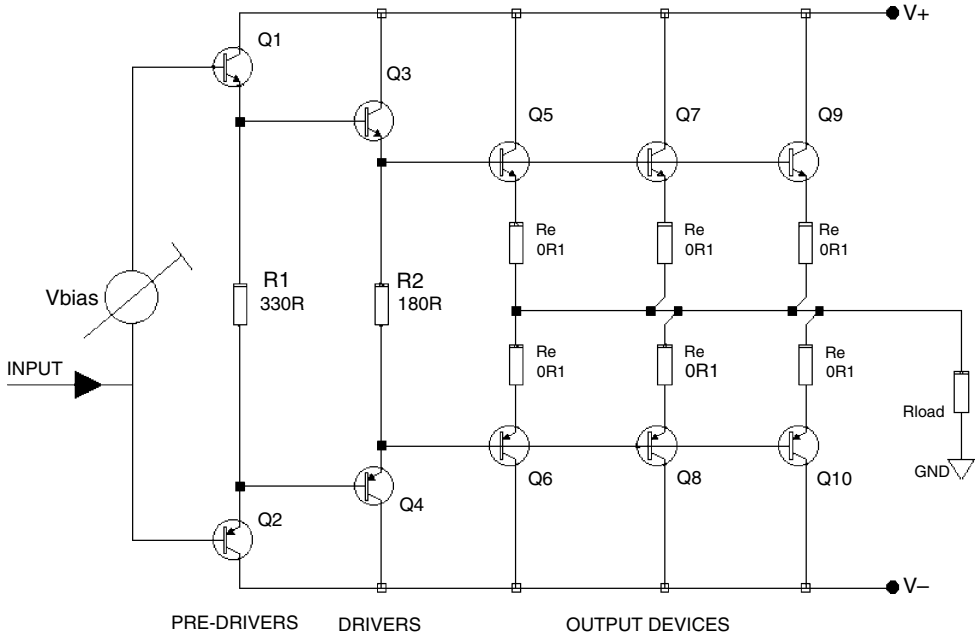 V+
Q1
Q3
Q5
Q7
Q9
Re
0R1
Re
0R1
Re
0R1
Vbias
R1
330R
R2
180R
INPUT
Re
0R1
Re
0R1
Re
0R1
Rload
GND
Q2
Q4
Q6
Q8
Q10
V–
PRE-DRIVERS
DRIVERS
OUTPUT DEVICES